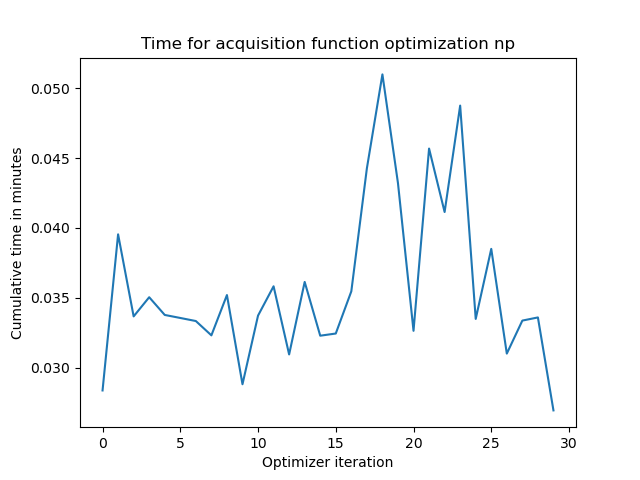 Time for acquisition function optimization np
Cumulative time in minutes
0.050
0.045
0.040
0.035
0.030
0 5 10 15 20 25 30
Optimizer iteration